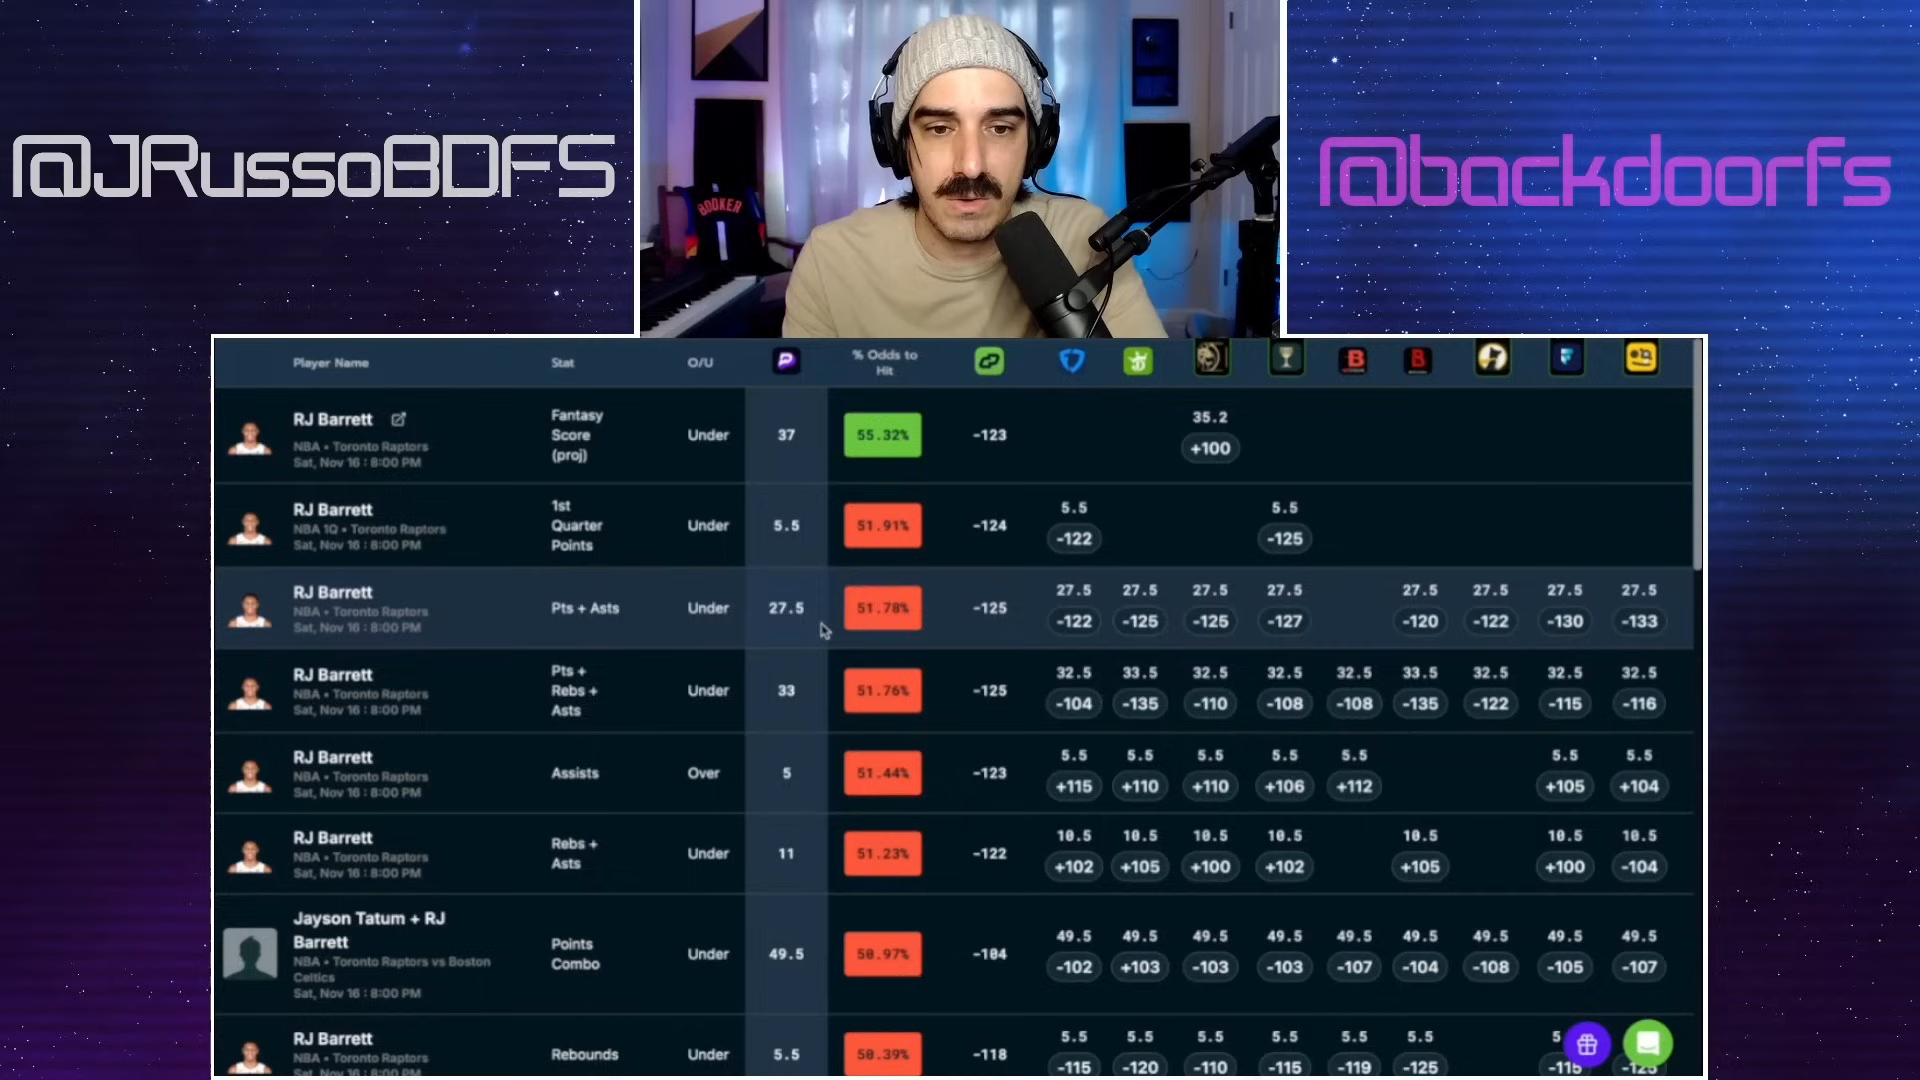 @JRussoBDFS
BOOKER
1
@backdoorfs
Player Name Stat O/U % Odds to
Hit
RJ Barrett
NBA • Toronto Raptors
Sat, Nov 16 : 8:00 PM
Fantasy
Score
(proj)
Under 37 55.32% -123
35.2
+100
RJ Barrett
NBA 1Q • Toronto Raptors
Sat, Nov 16 : 8:00 PM
1st
Quarter
Points
Under 5.5 51.91% -124
5.5 5.5
-122 -125
RJ Barrett
NBA • Toronto Raptors
Sat, Nov 16 : 8:00 PM
Pts + Asts Under 27.5 51.78% -125
27.5 27.5 27.5 27.5 27.5 27.5 27.5 27.5
-122 -125 -125 -127 -120 -122 -130 -133
RJ Barrett
NBA • Toronto Raptors
Sat, Nov 16 : 8:00 PM
Pts +
Rebs +
Asts
Under 33 51.76% -125
32.5 33.5 32.5 32.5 32.5 33.5 32.5 32.5 32.5
-104 -135 -110 -108 -108 -135 -122 -115 -116
RJ Barrett
NBA • Toronto Raptors
Sat, Nov 16 : 8:00 PM
Assists Over 5 51.44% -123
5.5 5.5 5.5 5.5 5.5 5.5 5.5
+115 +110 +110 +106 +112 +105 +104
RJ Barrett
NBA • Toronto Raptors
Sat, Nov 16 : 8:00 PM
Rebs +
Asts
Under 11 51.23% -122
10.5 10.5 10.5 10.5 10.5 10.5 10.5
+102 +105 +100 +102 +105 +100 -104
Jayson Tatum + RJ
Barrett
NBA • Toronto Raptors vs Boston
Celtics
Sat, Nov 16 : 8:00 PM
Points
Combo
Under 49.5 50.97% -104
49.5 49.5 49.5 49.5 49.5 49.5 49.5 49.5 49.5
-102 +103 -103 -103 -107 -104 -108 -105 -107
RJ Barrett
NBA • Toronto Raptors
Sat, Nov 16 : 8:00 PM
Rebounds Under 5.5 50.39% -118
5.5 5.5 5.5 5.5 5.5 5.5
-115 -120 -110 -115 -119 -125 -115 -125